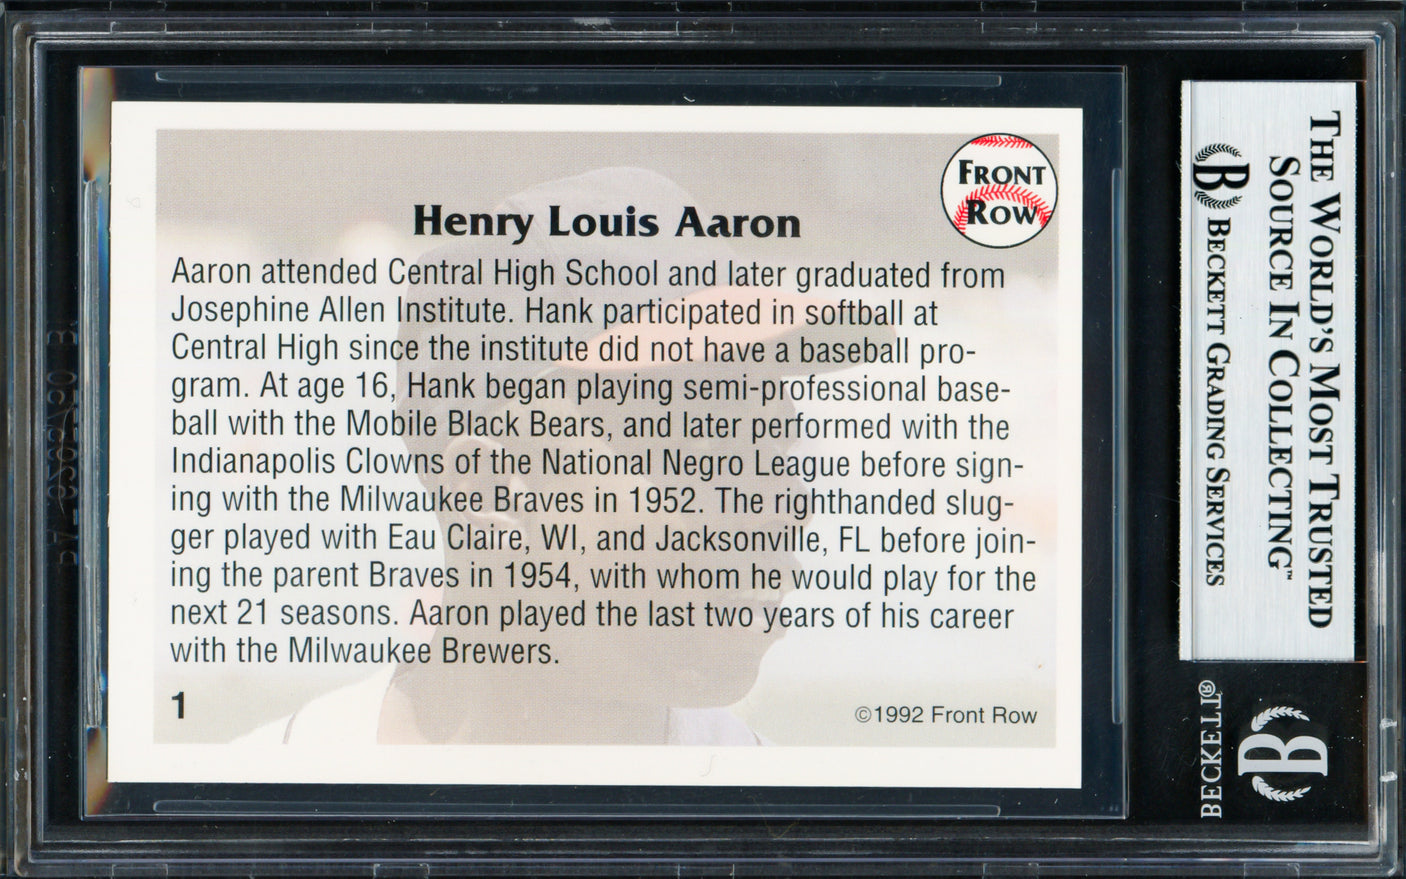 Henry Louis Aaron
FRONT
ROW
Aaron attended Central High School and later graduated from
Josephine Allen Institute. Hank participated in softball at
Central High since the institute did not have a baseball pro-
gram. At age 16, Hank began playing semi-professional base-
ball with the Mobile Black Bears, and later performed with the
Indianapolis Clowns of the National Negro League before sign-
ing with the Milwaukee Braves in 1952. The righthanded slug-
ger played with Eau Claire, WI, and Jacksonville, FL before join-
ing the parent Braves in 1954, with whom he would play for the
next 21 seasons. Aaron played the last two years of his career
with the Milwaukee Brewers.
1
©1992 Front Row
THE WORLD'S MOST TRUSTED
SOURCE IN COLLECTING™
B BECKETT GRADING SERVICES
BECKETT®
B